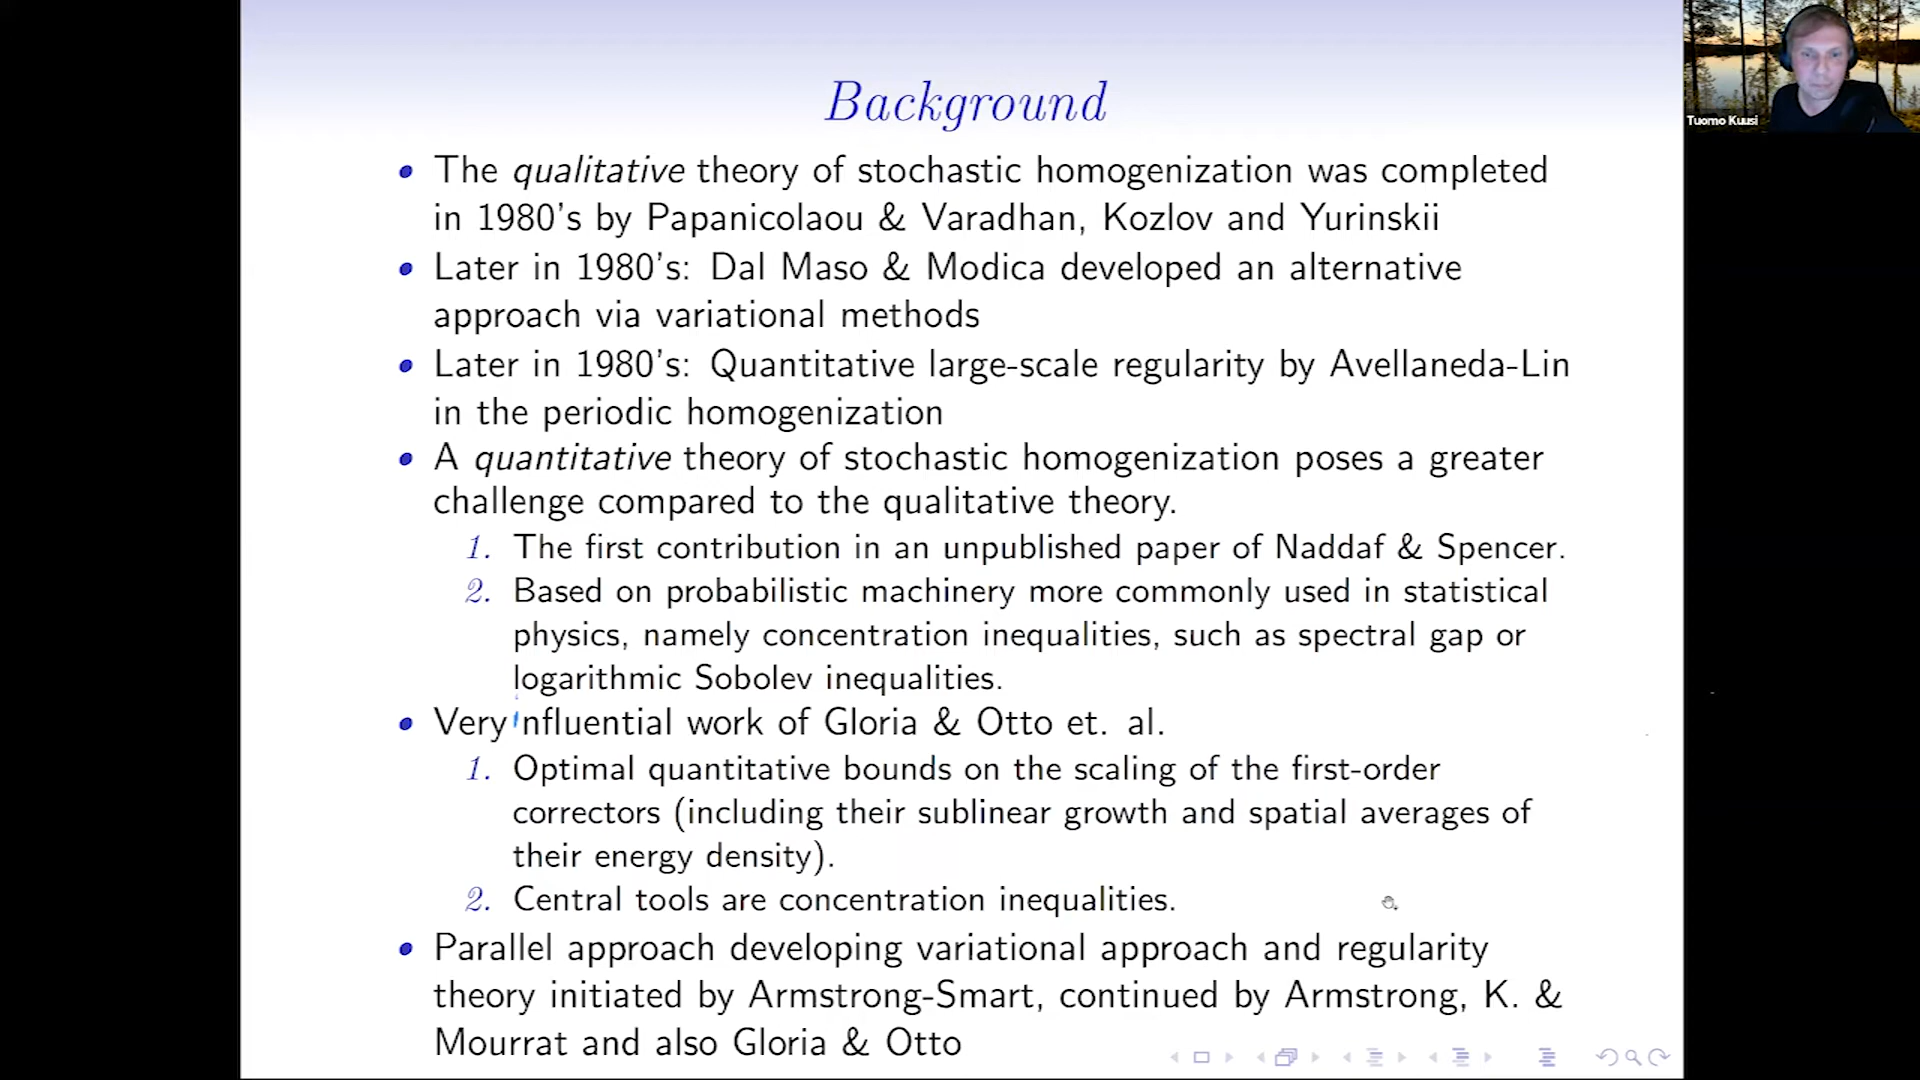 Background
Tuomo Kuusi
• The qualitative theory of stochastic homogenization was completed
in 1980's by Papanicolaou & Varadhan, Kozlov and Yurinskii
• Later in 1980's: Dal Maso & Modica developed an alternative
approach via variational methods
• Later in 1980's: Quantitative large-scale regularity by Avellaneda-Lin
in the periodic homogenization
• A quantitative theory of stochastic homogenization poses a greater
challenge compared to the qualitative theory.
1. The first contribution in an unpublished paper of Naddaf & Spencer.
2. Based on probabilistic machinery more commonly used in statistical
physics, namely concentration inequalities, such as spectral gap or
logarithmic Sobolev inequalities.
• Very influential work of Gloria & Otto et. al.
1. Optimal quantitative bounds on the scaling of the first-order
correctors (including their sublinear growth and spatial averages of
their energy density).
2. Central tools are concentration inequalities.
• Parallel approach developing variational approach and regularity
theory initiated by Armstrong-Smart, continued by Armstrong, K. &
Mourrat and also Gloria & Otto